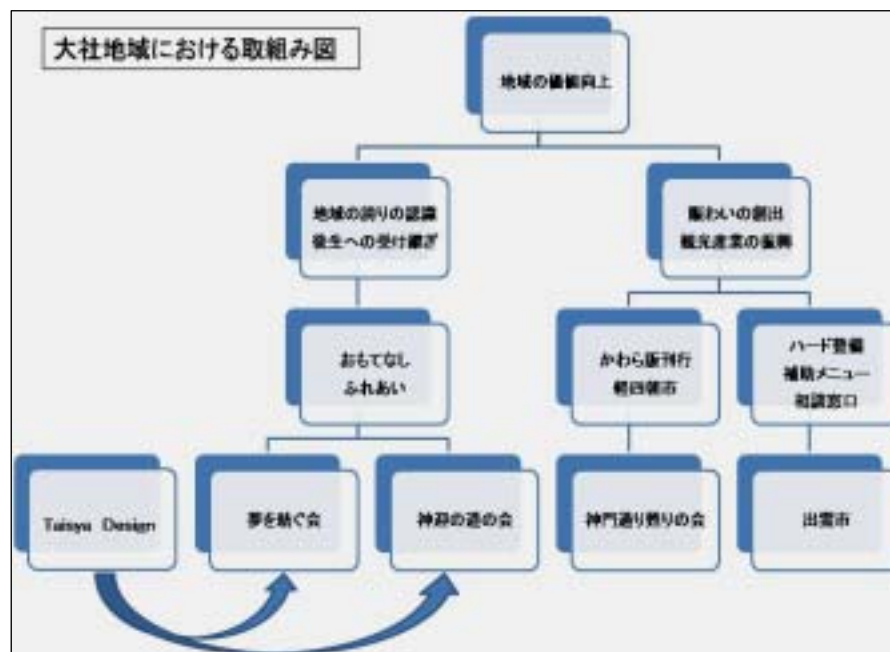 大社地域における取組み図
地域の価値向上
地域の誇りの認識
後生への受け継ぎ
賑わいの創出
観光産業の振興
おもてなし
ふれあい
かわら版刊行
軽四朝市
ハード整備
補助メニュー
相談窓口
Taisya Design
夢を紡ぐ会
神迎の道の会
神門通り甦りの会
出雲市